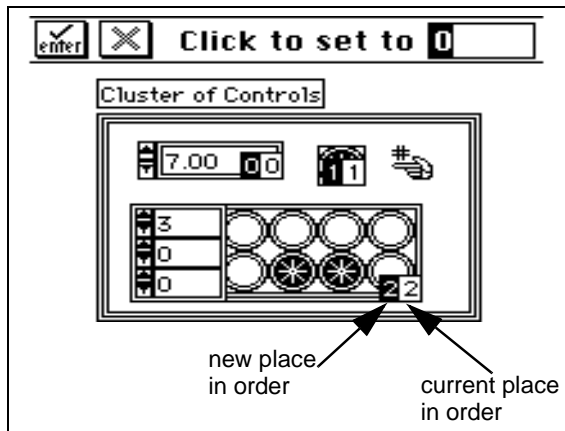 enter Click to set to 0
Cluster of Controls
7.00 0 0 1 1 #
3
0
0
2 2
new place
in order
current place
in order